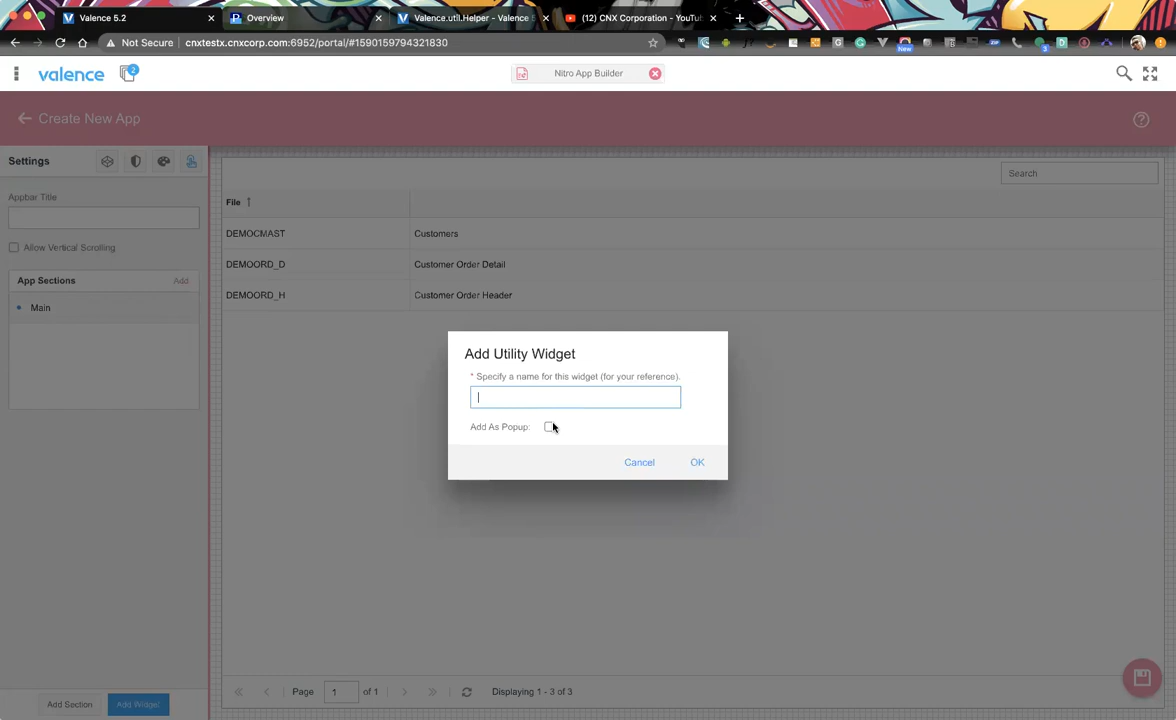 Valence 5.2
Overview
Valence.util.Helper - Valence 5
(12) CNX Corporation - YouTu
Not Secure
cnxtestx.cnxcorp.com:6952/portal/#1590159794321830
New
valence
2
Nitro App Builder
Create New App
Settings
Search
Appbar Title
File
Allow Vertical Scrolling
DEMOCMAST
Customers
DEMOORD_D
Customer Order Detail
App Sections
Add
DEMOORD_H
Customer Order Header
Main
Add Utility Widget
* Specify a name for this widget (for your reference).
Add As Popup:
Cancel
OK
Page
1
of 1
Displaying 1 - 3 of 3
Add Section
Add Widget